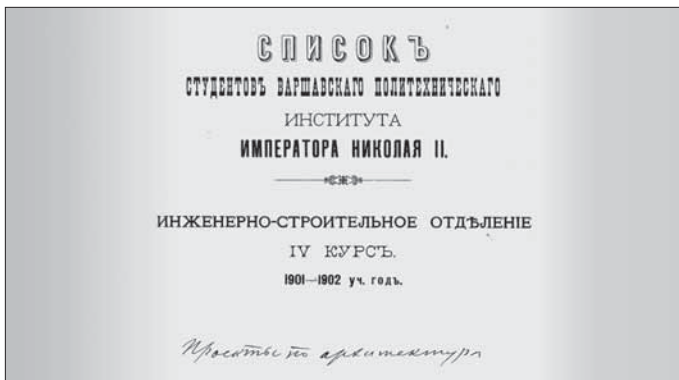 СПИСОКЪ
СТУДЕНТОВЪ ВАРШАВСКАГО ПОЛИТЕХНИЧЕСКАГО
ИНСТИТУТА
ИМПЕРАТОРА НИКОЛАЯ II.
ИНЖЕНЕРНО-СТРОИТЕЛЬНОЕ ОТДѢЛЕНІЕ
IV КУРСЪ.
1901—1902 уч. годъ.
Проекты по архитектурѣ